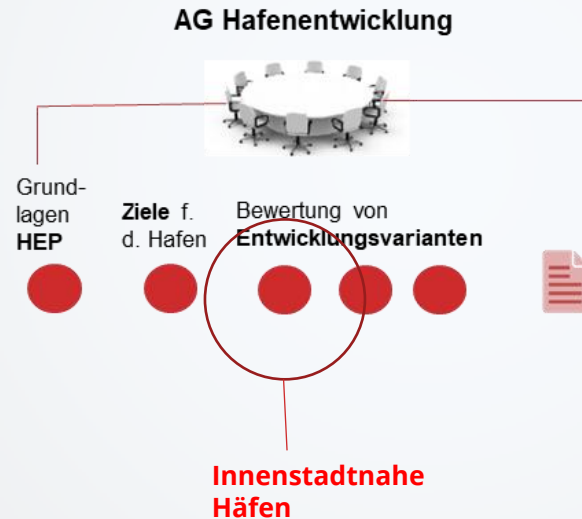 AG Hafenentwicklung
Grund-
lagen
HEP
Ziele f.
d. Hafen
Bewertung von
Entwicklungsvarianten
Innenstadtnahe
Häfen